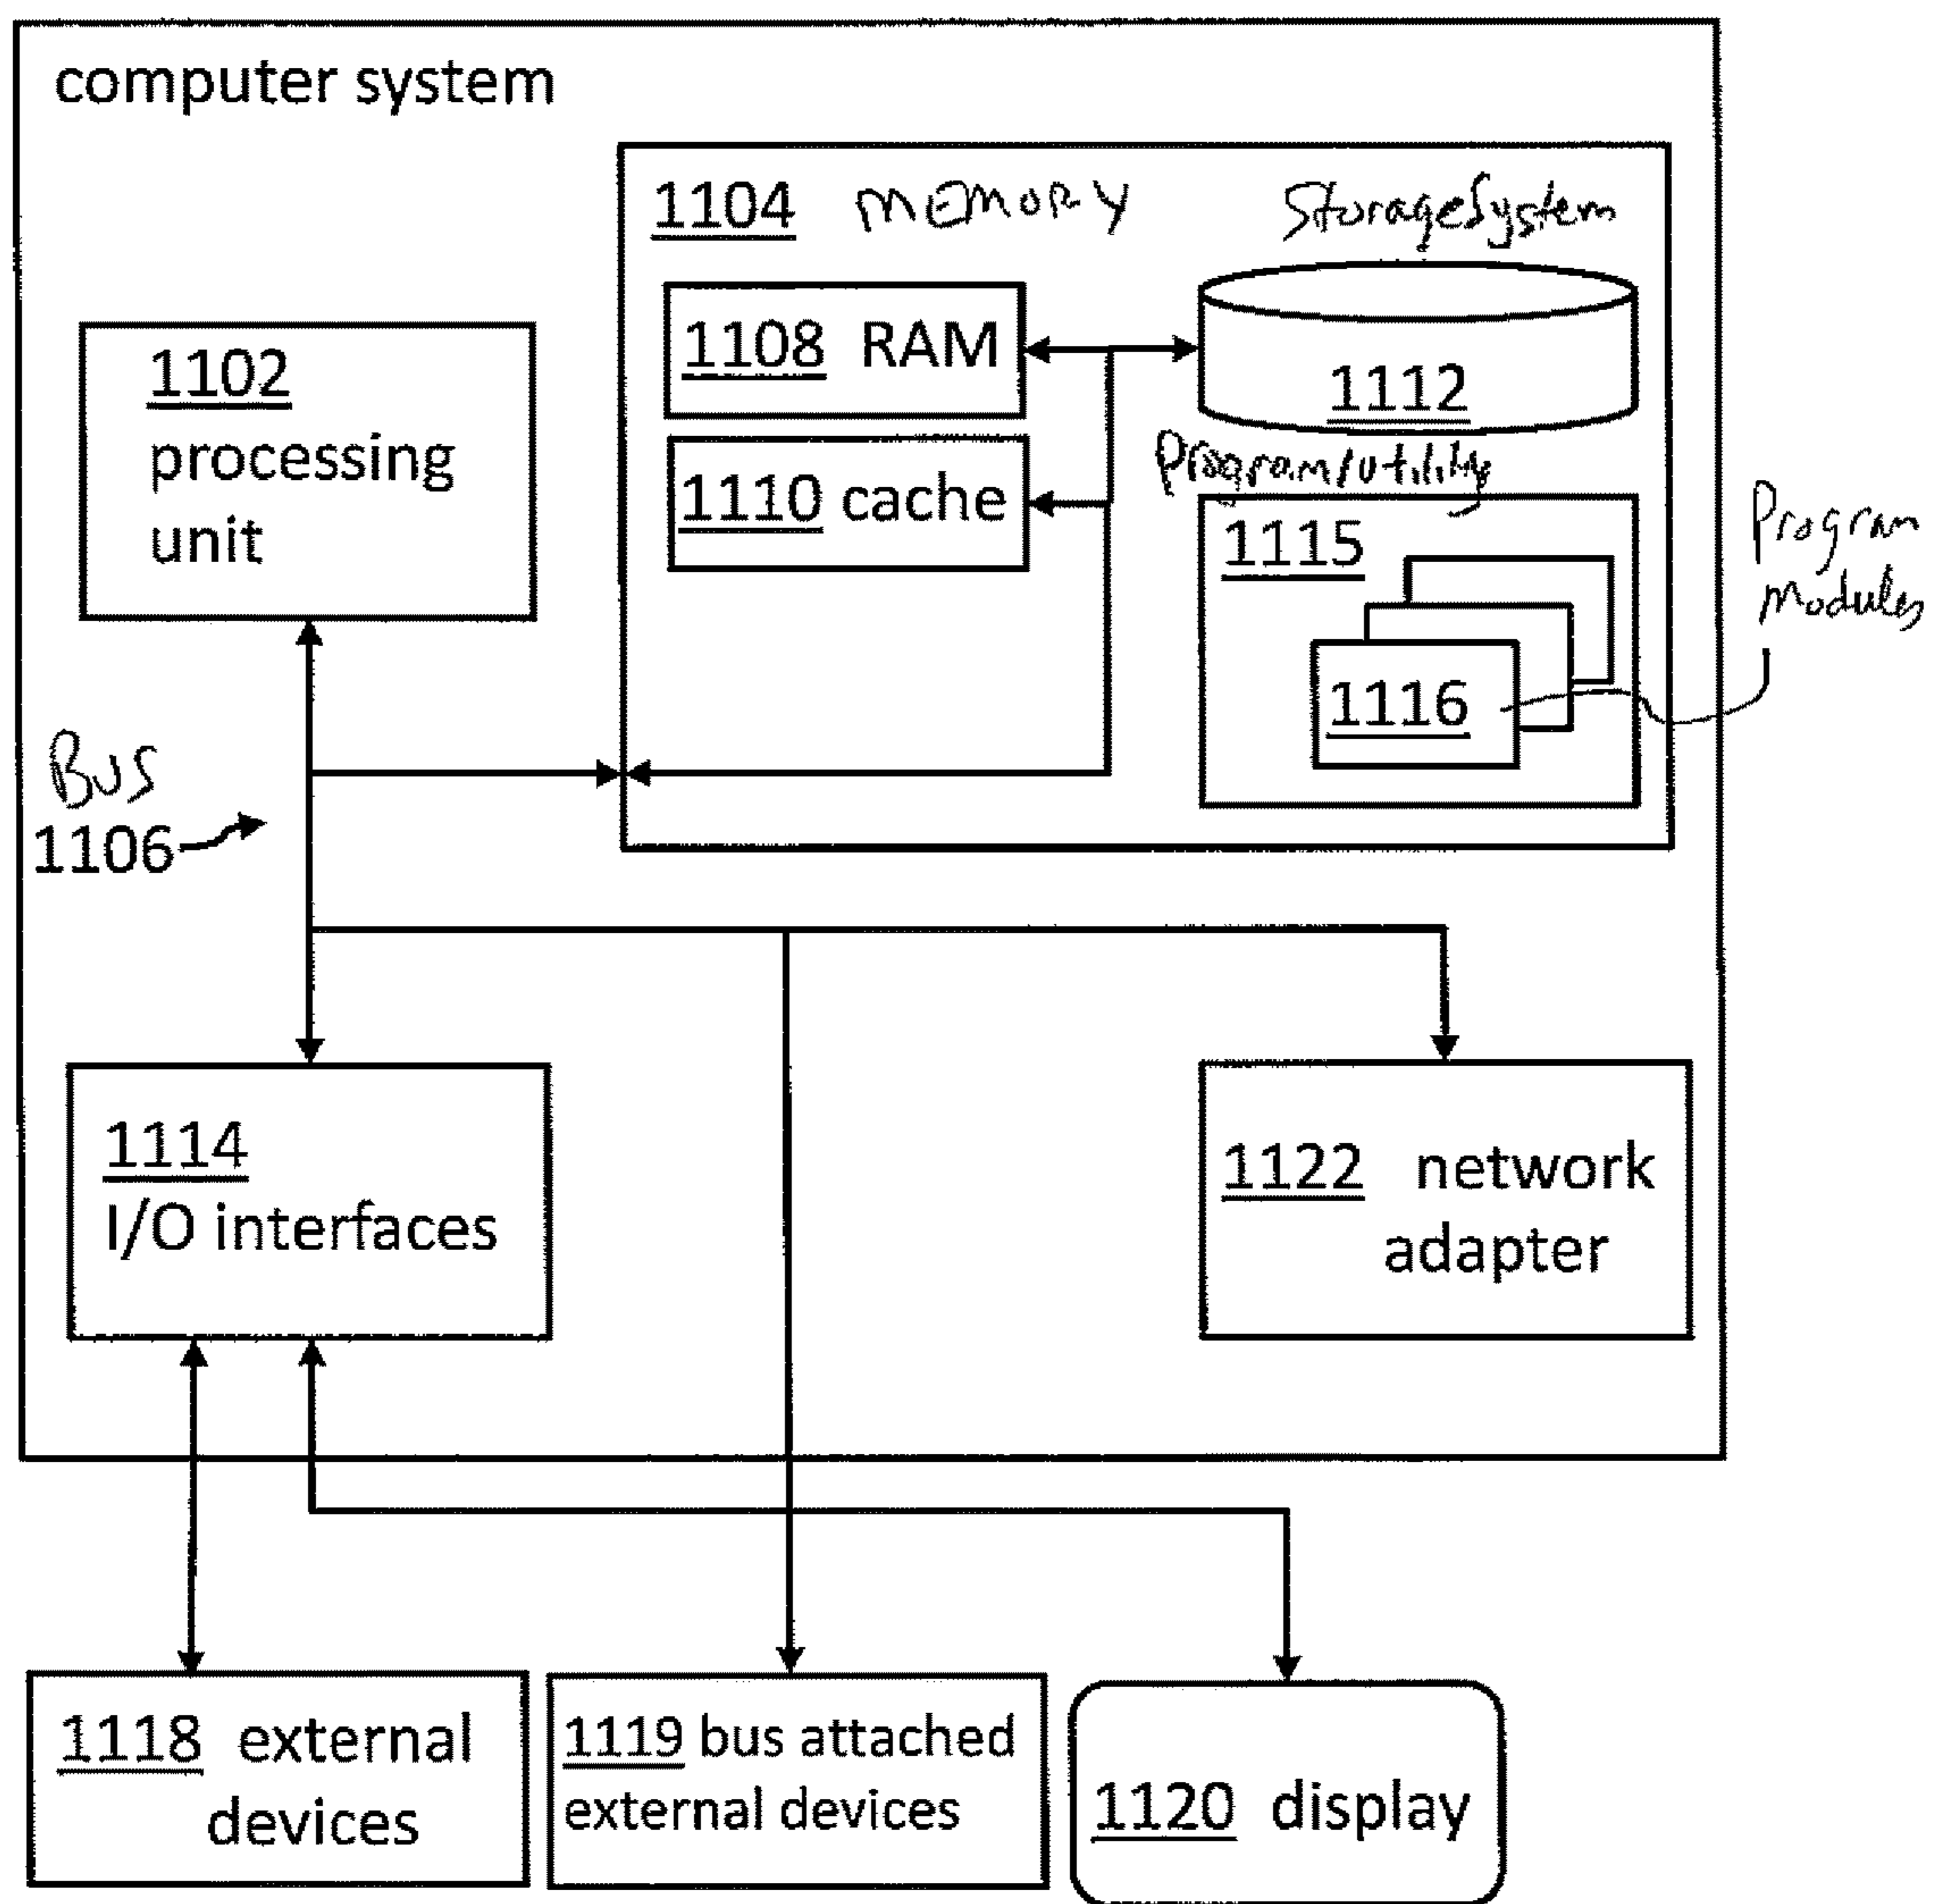 computer system
1104 MEMORY
StorageSystem
1108 RAM
1112
1102
processing
unit
1110 cache
Program/utility
1115
Program
Modules
1116
Bus
1106
1114
I/O interfaces
1122 network
adapter
1118 external
devices
1119 bus attached
external devices
1120 display